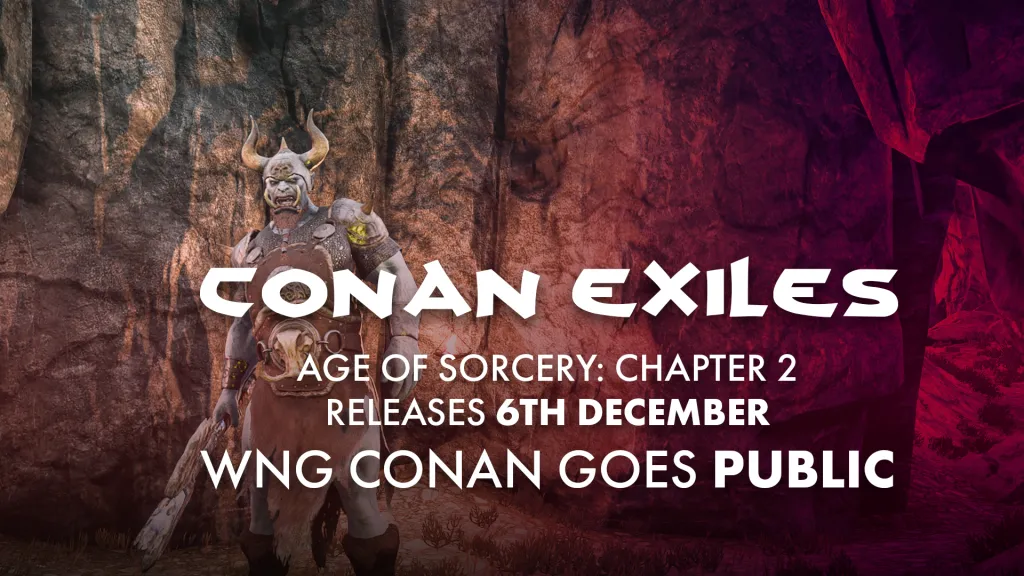 CONAN EXILES
AGE OF SORCERY: CHAPTER 2
RELEASES 6TH DECEMBER
WNG CONAN GOES PUBLIC